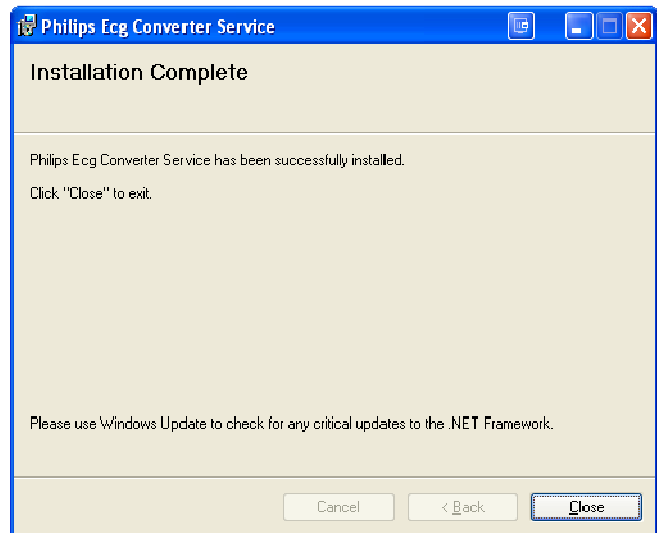 Philips Ecg Converter Service
Installation Complete
Philips Ecg Converter Service has been successfully installed.
Click "Close" to exit.
Please use Windows Update to check for any critical updates to the .NET Framework.
Cancel
< Back
Close